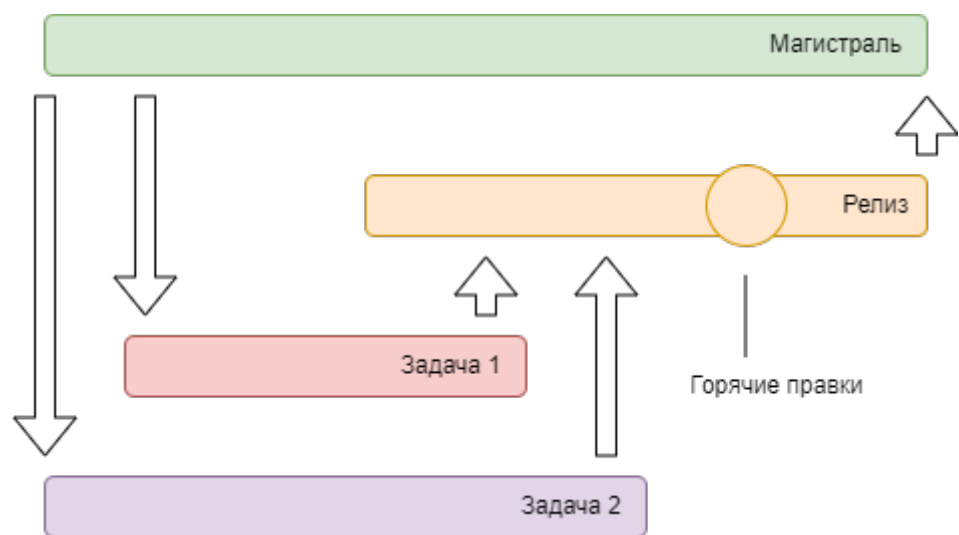 Магистраль
Релиз
Задача 1
Горячие правки
Задача 2